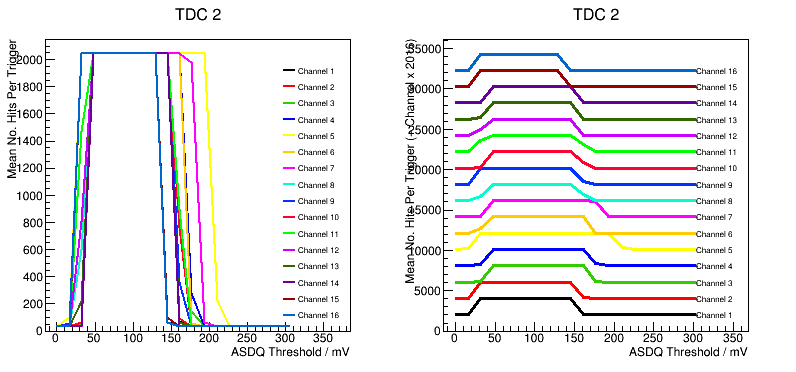 TDC 2
Mean No. Hits Per Trigger
2000
1800
1600
1400
1200
1000
800
600
400
200
0
0 50 100 150 200 250 300 350
ASDQ Threshold / mV
Channel 1
Channel 2
Channel 3
Channel 4
Channel 5
Channel 6
Channel 7
Channel 8
Channel 9
Channel 10
Channel 11
Channel 12
Channel 13
Channel 14
Channel 15
Channel 16
TDC 2
Mean No. Hits Per Trigger (+ Channel x 2016)
35000
30000
25000
20000
15000
10000
5000
0
0 50 100 150 200 250 300 350
ASDQ Threshold / mV
Channel 16
Channel 15
Channel 14
Channel 13
Channel 12
Channel 11
Channel 10
Channel 9
Channel 8
Channel 7
Channel 6
Channel 5
Channel 4
Channel 3
Channel 2
Channel 1